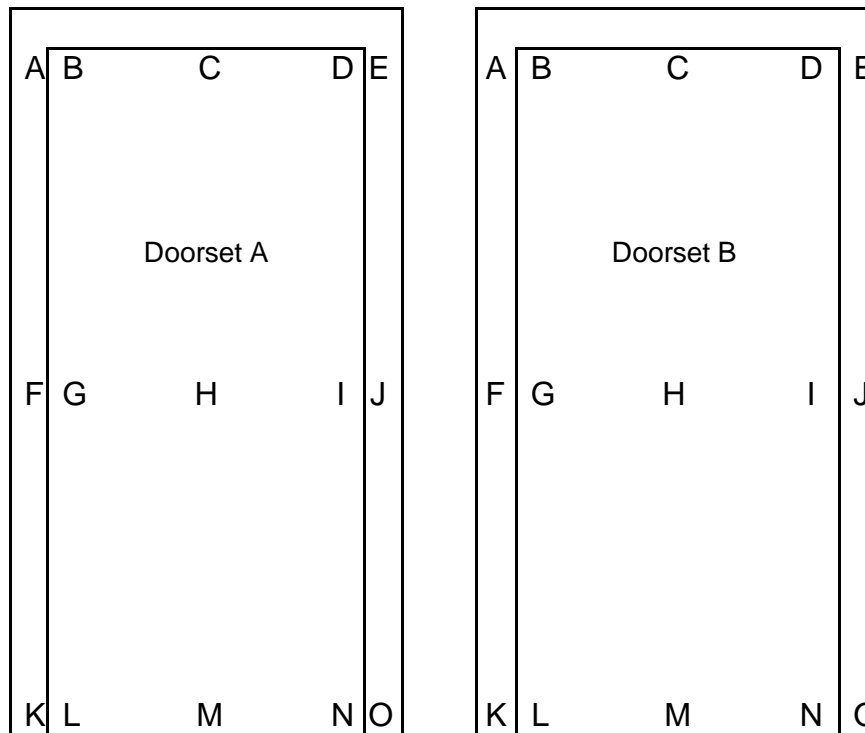 A B C D E A B C D E
Doorset A Doorset B
F G H I J F G H I J
K L M N O K L M N